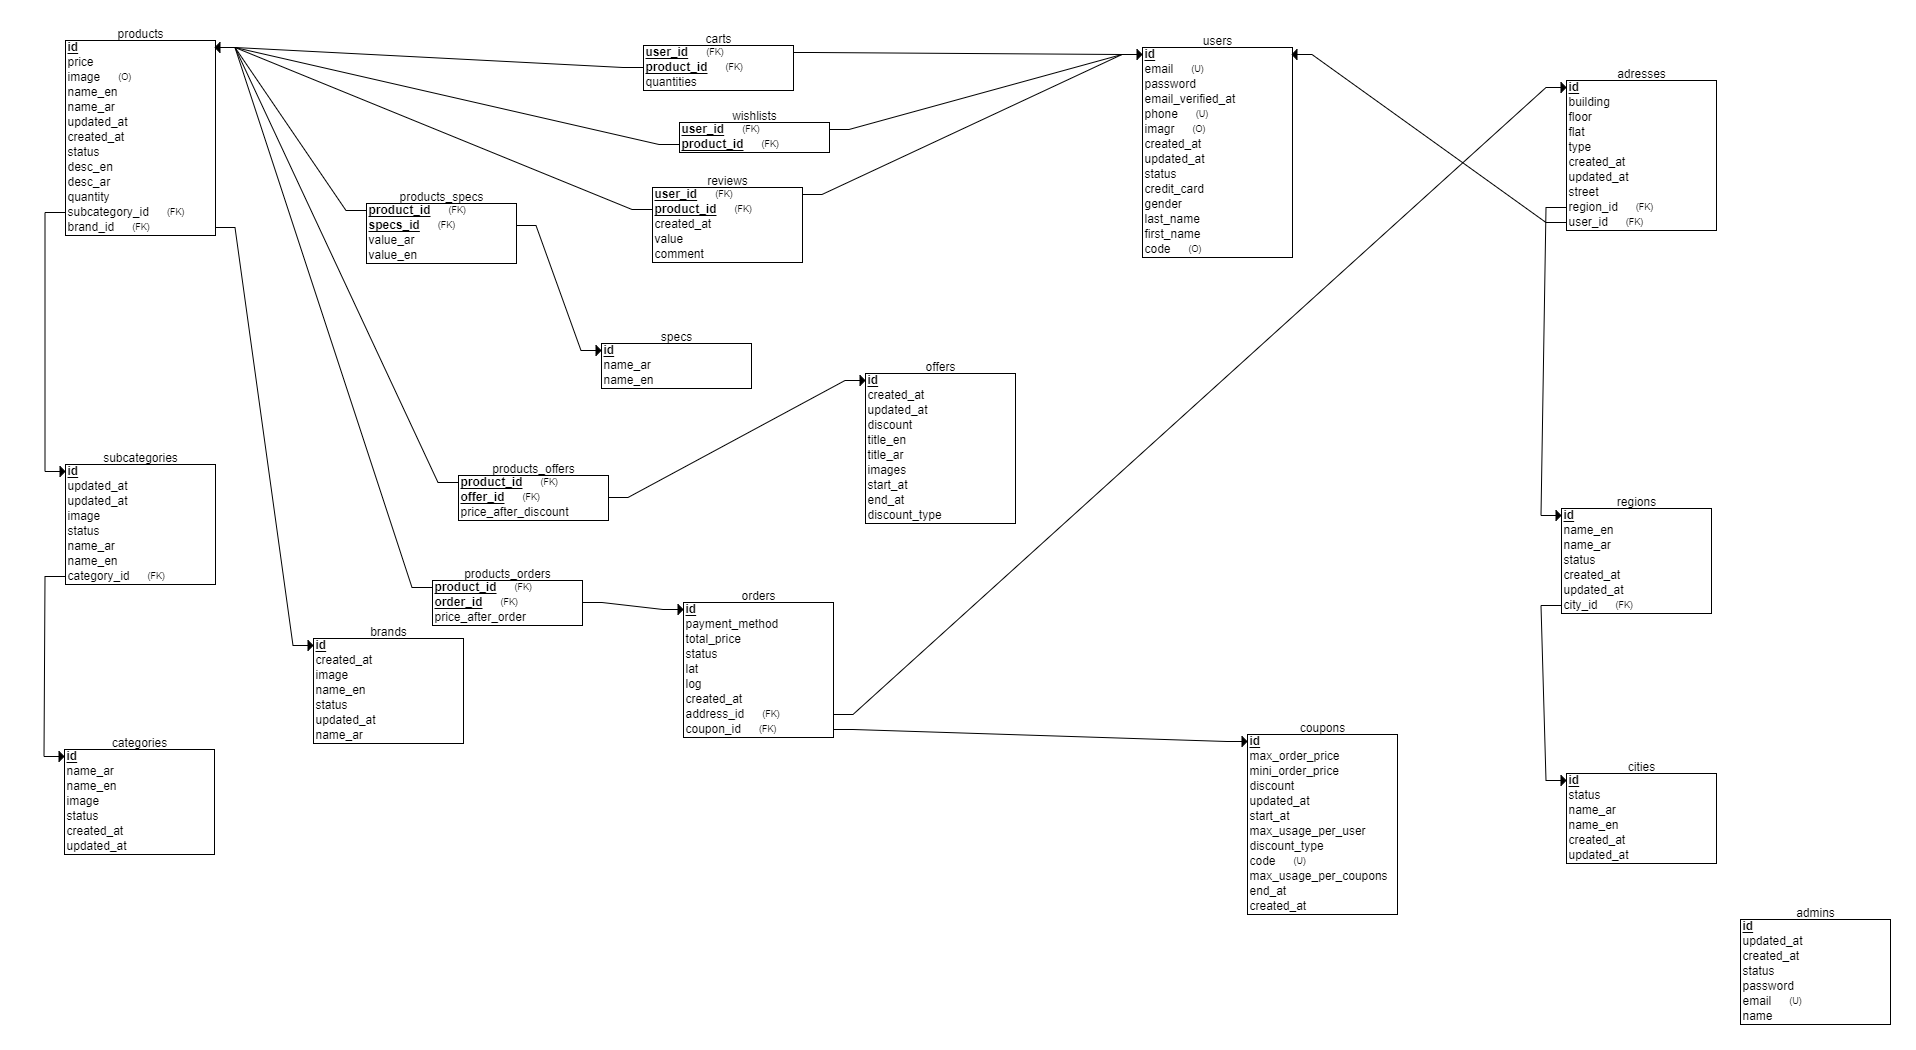 products
id
price
image (O)
name_en
name_ar
updated_at
created_at
status
desc_en
desc_ar
quantity
subcategory_id (FK)
brand_id (FK)
carts
user_id (FK)
product_id (FK)
quantities
wishlists
user_id (FK)
product_id (FK)
reviews
user_id (FK)
product_id (FK)
created_at
value
comment
products_specs
product_id (FK)
specs_id (FK)
value_ar
value_en
users
id
email (U)
password
email_verified_at
phone (U)
imagr (O)
created_at
updated_at
status
credit_card
gender
last_name
first_name
code (O)
adresses
id
building
floor
flat
type
created_at
updated_at
street
region_id (FK)
user_id (FK)
specs
id
name_ar
name_en
offers
id
created_at
updated_at
discount
title_en
title_ar
images
start_at
end_at
discount_type
subcategories
id
updated_at
updated_at
image
status
name_ar
name_en
category_id (FK)
products_offers
product_id (FK)
offer_id (FK)
price_after_discount
products_orders
product_id (FK)
order_id (FK)
price_after_order
regions
id
name_en
name_ar
status
created_at
updated_at
city_id (FK)
brands
id
created_at
image
name_en
status
updated_at
name_ar
orders
id
payment_method
total_price
status
lat
log
created_at
address_id (FK)
coupon_id (FK)
categories
id
name_ar
name_en
image
status
created_at
updated_at
coupons
id
max_order_price
mini_order_price
discount
updated_at
start_at
max_usage_per_user
discount_type
code (U)
max_usage_per_coupons
end_at
created_at
cities
id
status
name_ar
name_en
created_at
updated_at
admins
id
updated_at
created_at
status
password
email (U)
name